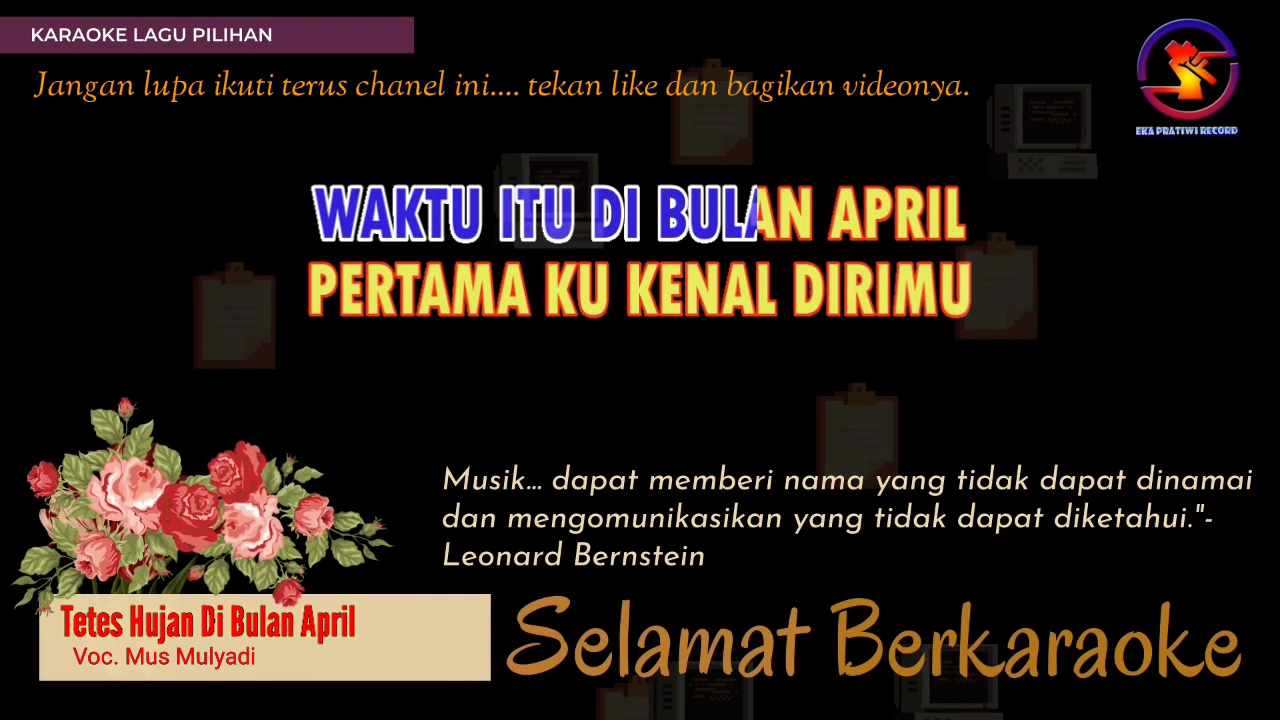 KARAOKE LAGU PILIHAN
Jangan lupa ikuti terus chanel ini.... tekan like dan bagikan videonya.
EKA PRATIWI RECORD
WAKTU ITU DI BULAN APRIL
PERTAMA KU KENAL DIRIMU
Musik... dapat memberi nama yang tidak dapat dinamai
dan mengomunikasikan yang tidak dapat diketahui."-
Leonard Bernstein
Tetes Hujan Di Bulan April
Voc. Mus Mulyadi
Selamat Berkaraoke